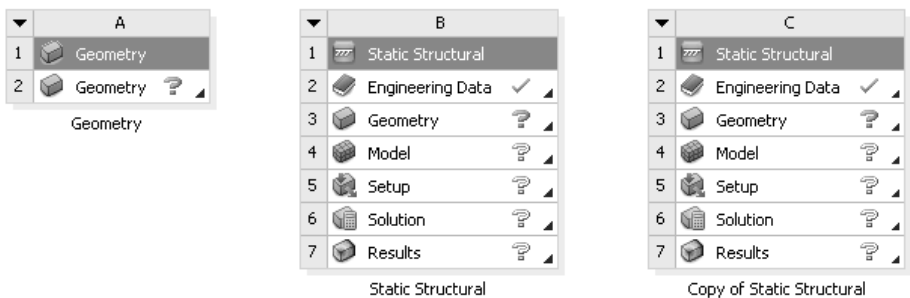 A
1 Geometry
2 Geometry ?
Geometry
B
1 Static Structural
2 Engineering Data ✓
3 Geometry ?
4 Model ?
5 Setup ?
6 Solution ?
7 Results ?
Static Structural
C
1 Static Structural
2 Engineering Data ✓
3 Geometry ?
4 Model ?
5 Setup ?
6 Solution ?
7 Results ?
Copy of Static Structural